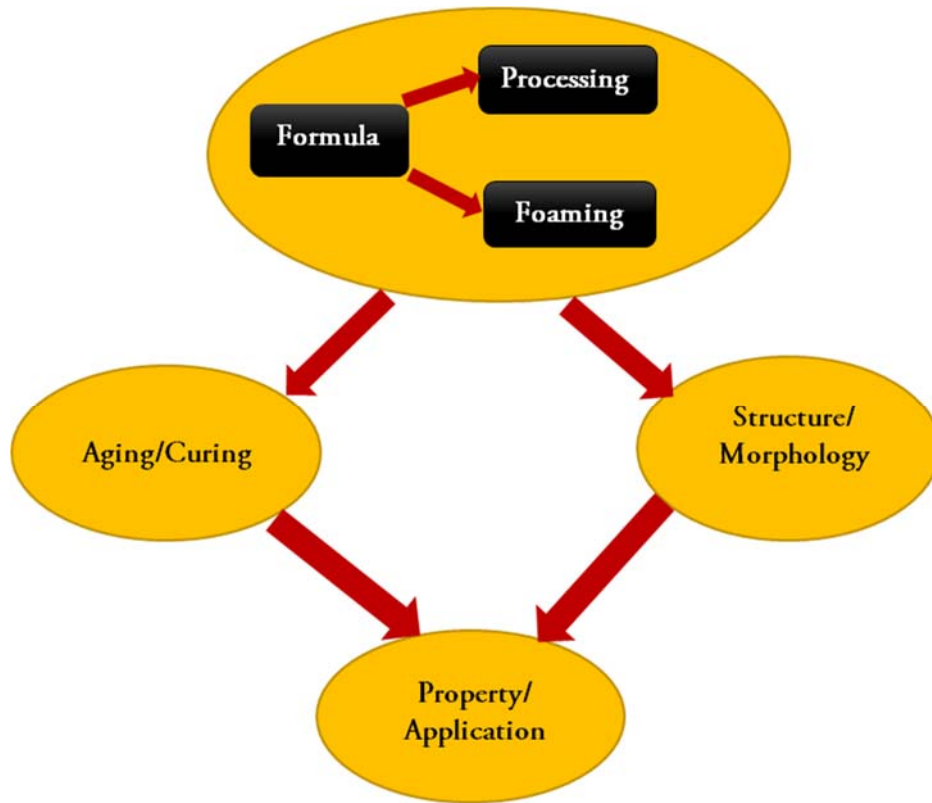 Processing
Formula
Foaming
Aging/Curing
Structure/
Morphology
Property/
Application